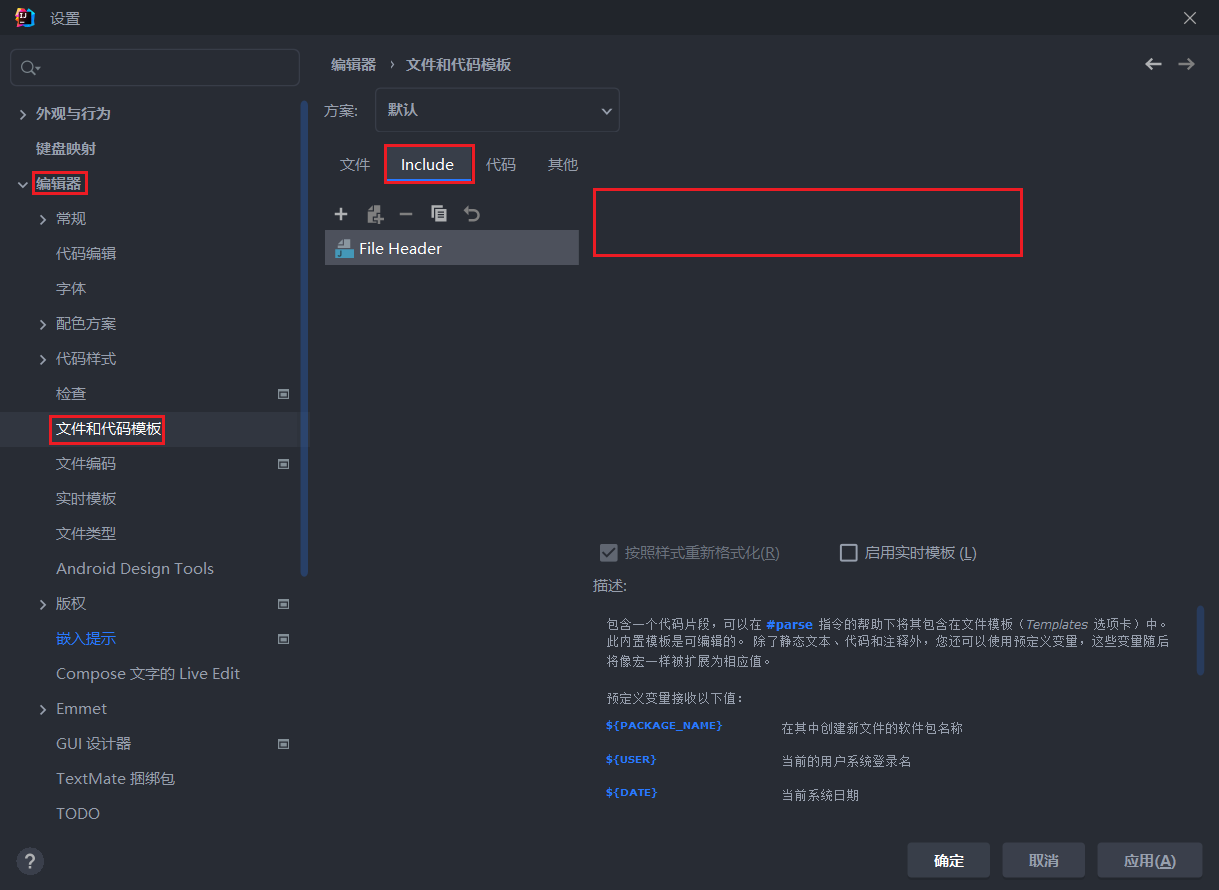 设置
外观与行为
键盘映射
编辑器
常规
代码编辑
字体
配色方案
代码样式
检查
文件和代码模板
文件编码
实时模板
文件类型
Android Design Tools
版权
嵌入提示
Compose 文字的 Live Edit
Emmet
GUI 设计器
TextMate 捆绑包
TODO
编辑器 › 文件和代码模板
方案: 默认
文件 Include 代码 其他
File Header
按照样式重新格式化(R) 启用实时模板 (L)
描述:
包含一个代码片段，可以在 #parse 指令的帮助下将其包含在文件模板（Templates 选项卡）中。
此内置模板是可编辑的。 除了静态文本、代码和注释外，您还可以使用预定义变量，这些变量随后
将像宏一样被扩展为相应值。
预定义变量接收以下值：
${PACKAGE_NAME} 在其中创建新文件的软件包名称
${USER} 当前的用户系统登录名
${DATE} 当前系统日期
?
确定 取消 应用(A)